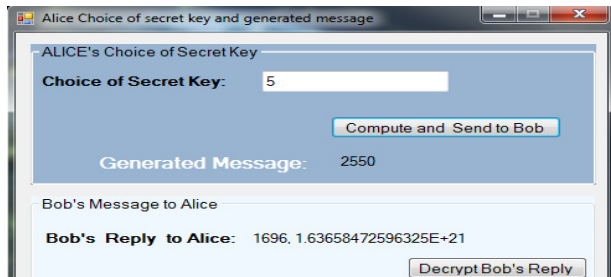 Alice Choice of secret key and generated message
ALICE's Choice of Secret Key
Choice of Secret Key: 5
Compute and Send to Bob
Generated Message: 2550
Bob's Message to Alice
Bob's Reply to Alice: 1696, 1.63658472596325E+21
Decrypt Bob's Reply